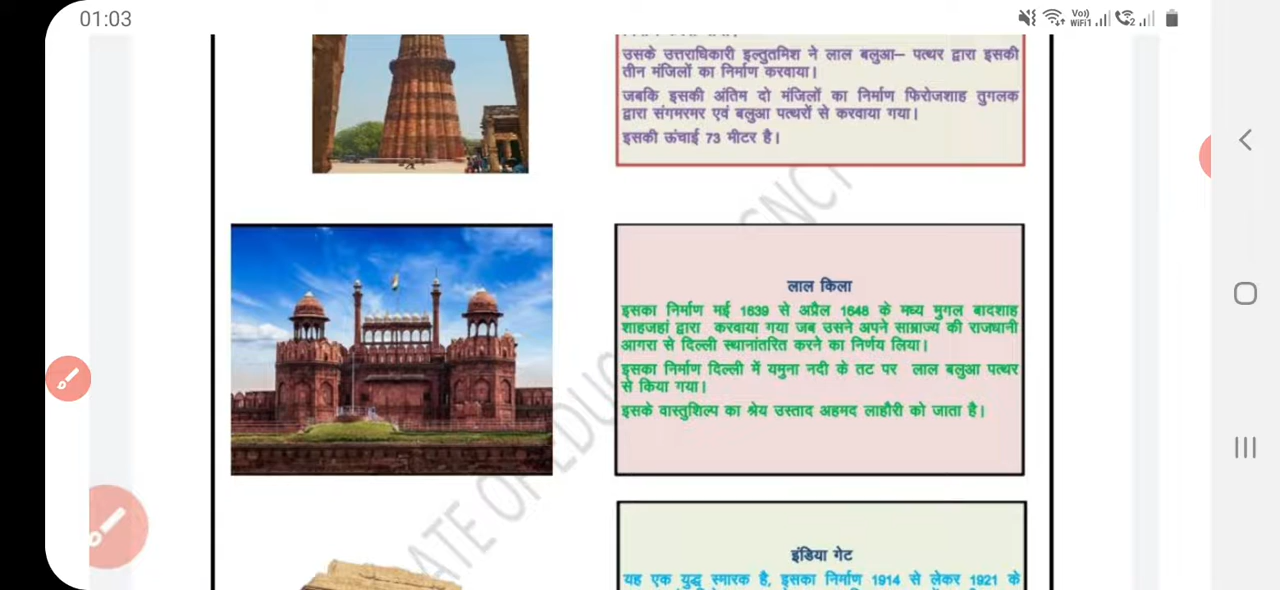 01:03
उसके उत्तराधिकारी इल्तुतमिश ने लाल बलुआ– पत्थर द्वारा इसकी
तीन मंजिलों का निर्माण करवाया।
जबकि इसकी अंतिम दो मंजिलों का निर्माण फिरोजशाह तुगलक
द्वारा संगमरमर एवं बलुआ पत्थरों से करवाया गया।
इसकी ऊंचाई 73 मीटर है।
लाल किला
इसका निर्माण मई 1639 से अप्रैल 1648 के मध्य मुगल बादशाह
शाहजहां द्वारा करवाया गया जब उसने अपने साम्राज्य की राजधानी
आगरा से दिल्ली स्थानांतरित करने का निर्णय लिया।
इसका निर्माण दिल्ली में यमुना नदी के तट पर लाल बलुआ पत्थर
से किया गया।
इसके वास्तुशिल्प का श्रेय उस्ताद अहमद लाहौरी को जाता है।
इंडिया गेट
यह एक युद्ध स्मारक है, इसका निर्माण 1914 से लेकर 1921 के